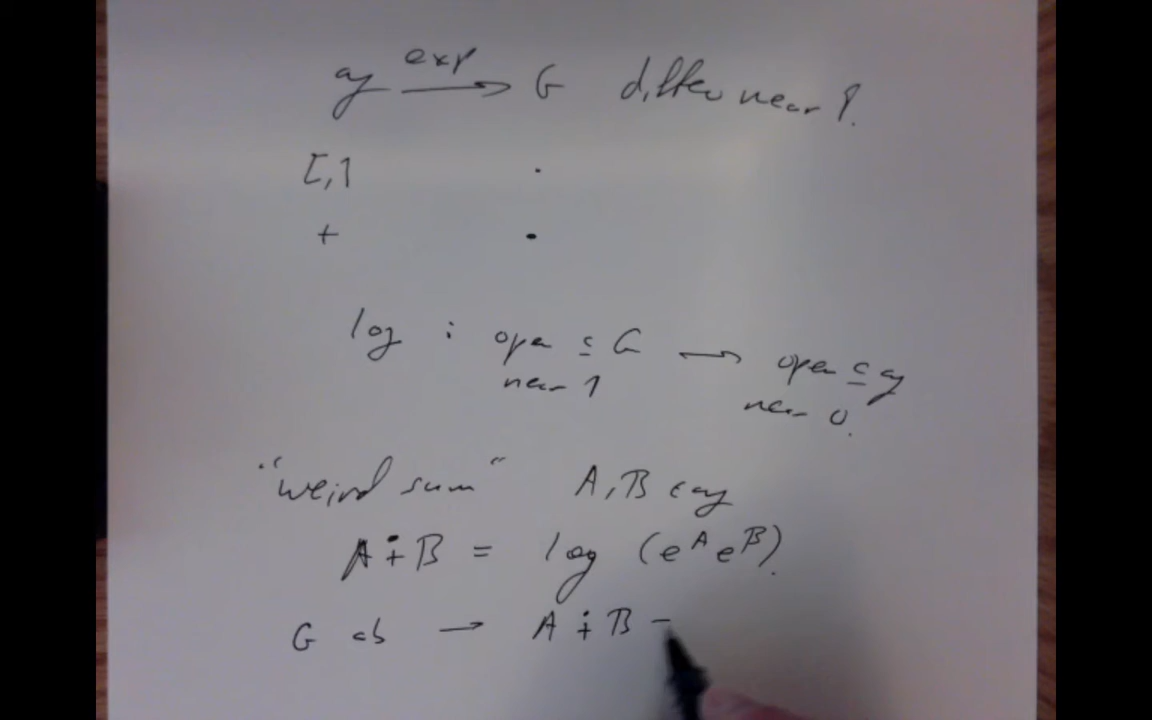 𝔤 exp → G diffeo near 1.
[,] ·
+ ·
log : open ⊆ G → open ⊆ 𝔤
near 1 near 0.
"weird sum" A, B ∈ 𝔤
A ∔ B = log (e^A e^B).
G ab → A ∔ B =